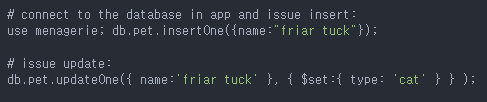 # connect to the database in app and issue insert:
use menagerie; db.pet.insertOne({name:"friar tuck"});
# issue update:
db.pet.updateOne({ name:'friar tuck' }, { $set:{ type: 'cat' } } );